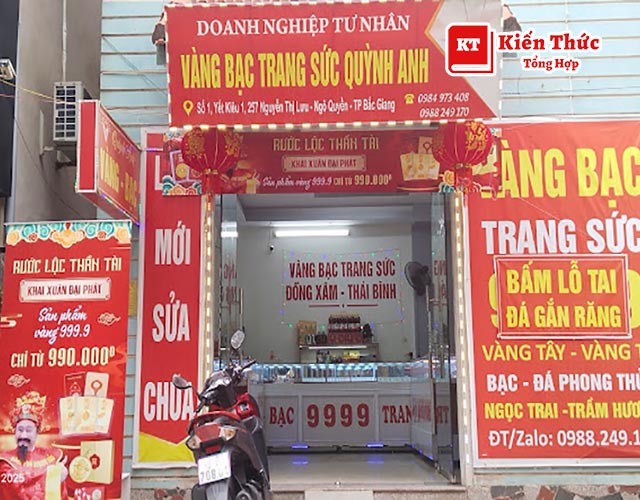 KT
Kiến Thức
Tổng Hợp
DOANH NGHIỆP TƯ NHÂN
VÀNG BẠC TRANG SỨC QUỲNH ANH
Số 1, Yết Kiêu 1, 257 Nguyễn Thị Lưu - Ngô Quyền - TP Bắc Giang
0984 973 408
0988 249 170
RƯỚC LỘC THẦN TÀI
KHAI XUÂN ĐẠI PHÁT
Sản phẩm vàng 999.9 CHỈ TỪ 990.000đ
VÀNG BẠC TRANG SỨC
ĐỒNG XÂM - THÁI BÌNH
BẠC 9999 TRAN
RƯỚC LỘC THẦN TÀI
KHAI XUÂN ĐẠI PHÁT
Sản phẩm
vàng 999.9
CHỈ TỪ 990.000đ
2025
MỚI
SỬA
CHỮA
VÀNG BẠC
TRANG SỨC
BẤM LỖ TAI
ĐÁ GẮN RĂNG
VÀNG TÂY - VÀNG T
BẠC - ĐÁ PHONG TH
NGỌC TRAI - TRẦM HƯƠ
ĐT/Zalo: 0988.249.1